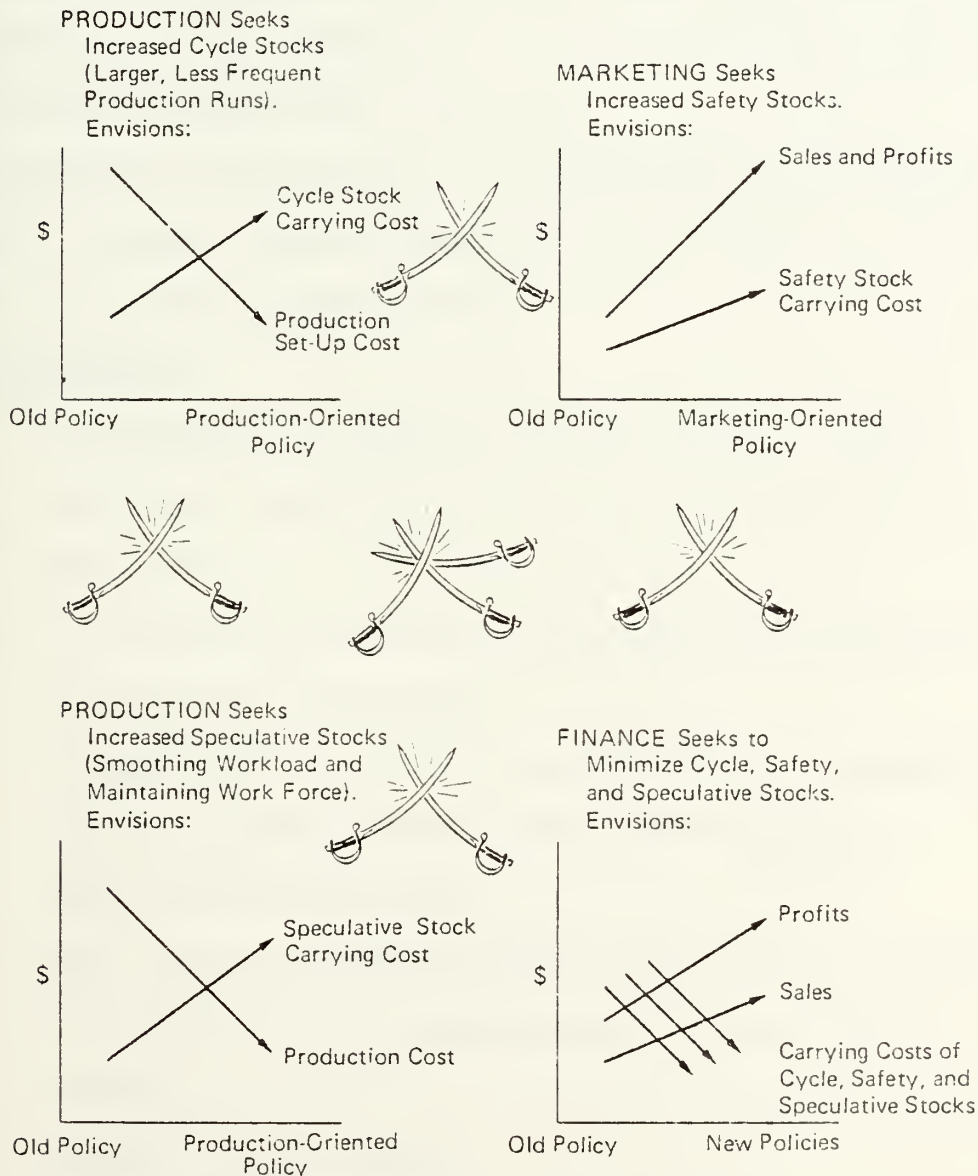 PRODUCTION Seeks
Increased Cycle Stocks
(Larger, Less Frequent
Production Runs).
Envisions:
$
Cycle Stock
Carrying Cost
Production
Set-Up Cost
Old Policy
Production-Oriented
Policy
MARKETING Seeks
Increased Safety Stocks.
Envisions:
$
Sales and Profits
Safety Stock
Carrying Cost
Old Policy
Marketing-Oriented
Policy
PRODUCTION Seeks
Increased Speculative Stocks
(Smoothing Workload and
Maintaining Work Force).
Envisions:
$
Speculative Stock
Carrying Cost
Production Cost
Old Policy
Production-Oriented
Policy
FINANCE Seeks to
Minimize Cycle, Safety,
and Speculative Stocks.
Envisions:
$
Profits
Sales
Carrying Costs of
Cycle, Safety, and
Speculative Stocks
Old Policy
New Policies